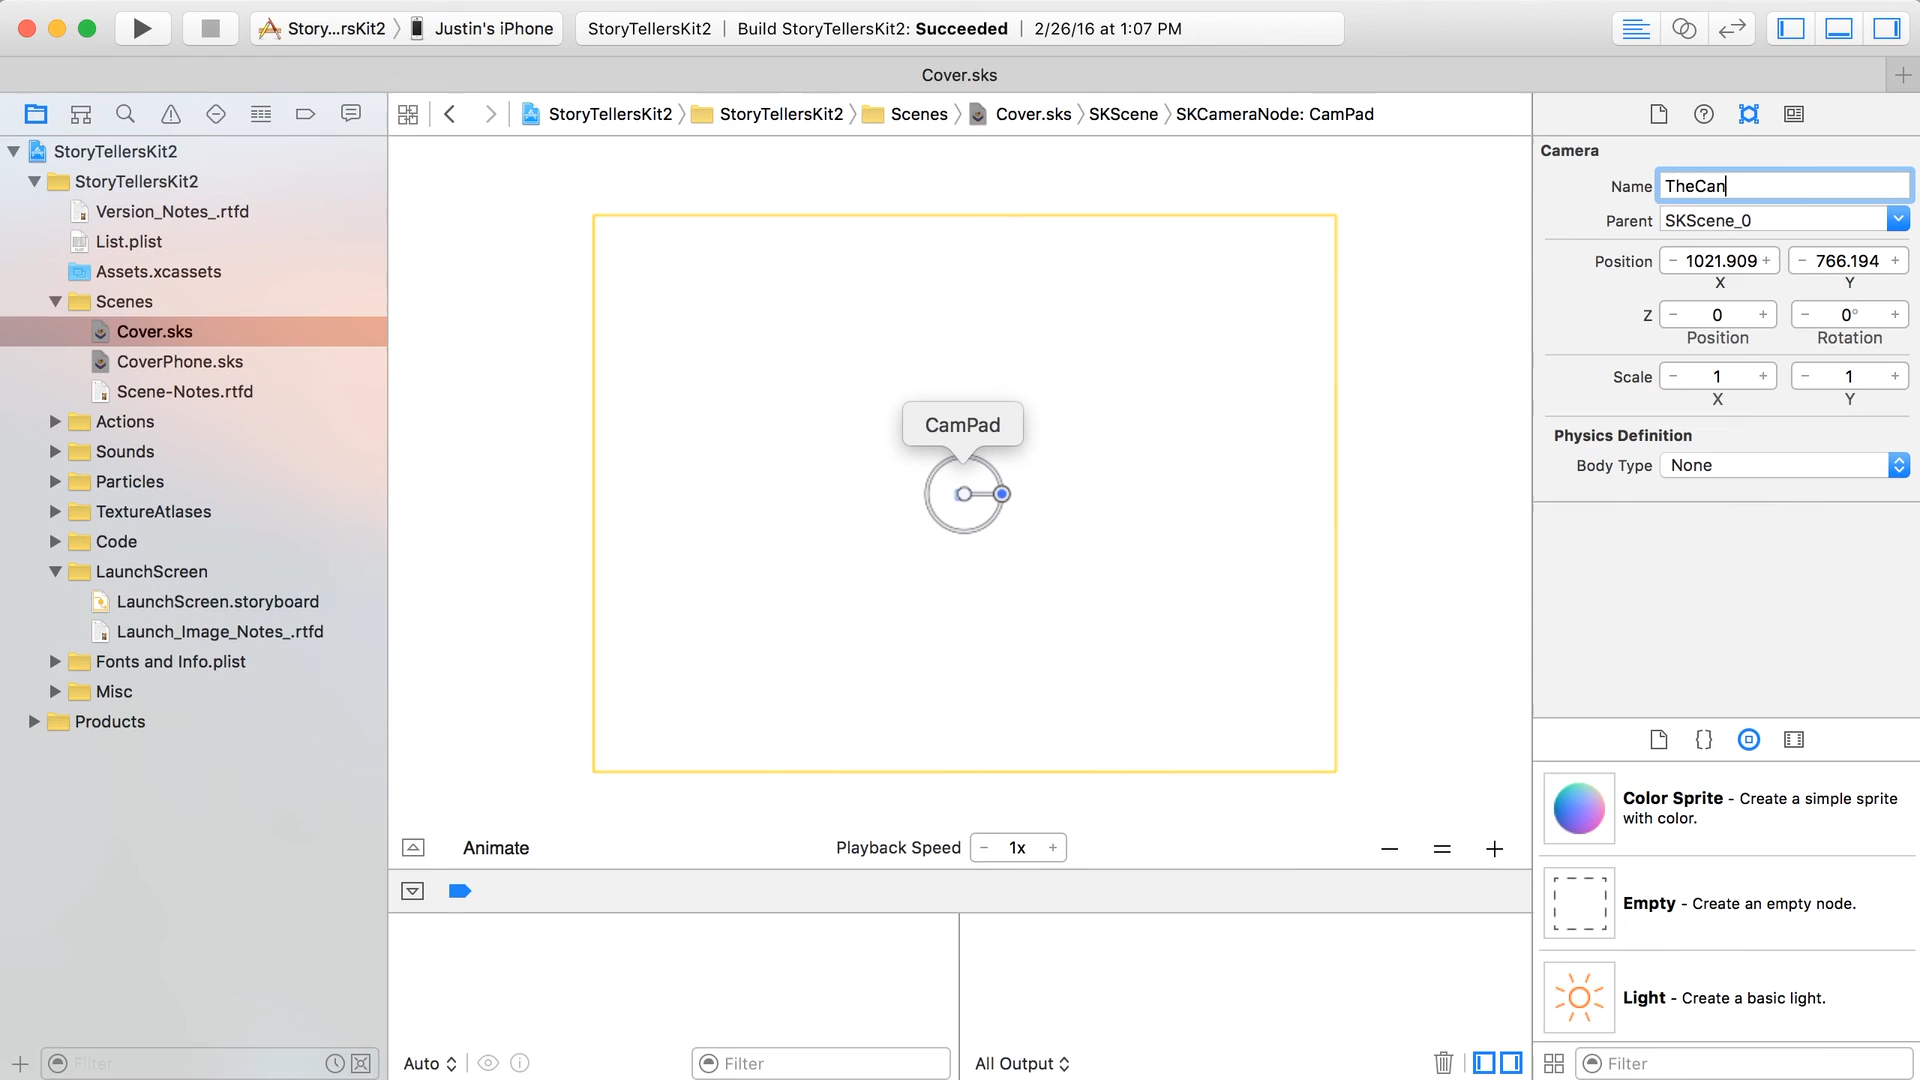 Story...rsKit2 〉 Justin's iPhone
StoryTellersKit2 | Build StoryTellersKit2: Succeeded | 2/26/16 at 1:07 PM
Cover.sks
StoryTellersKit2 〉 StoryTellersKit2 〉 Scenes 〉 Cover.sks 〉 SKScene 〉 SKCameraNode: CamPad
StoryTellersKit2
StoryTellersKit2
Version_Notes_.rtfd
List.plist
Assets.xcassets
Scenes
Cover.sks
CoverPhone.sks
Scene-Notes.rtfd
Actions
Sounds
Particles
TextureAtlases
Code
LaunchScreen
LaunchScreen.storyboard
Launch_Image_Notes_.rtfd
Fonts and Info.plist
Misc
Products
Filter
CamPad
Animate
Playback Speed − 1x +
Auto
Filter
All Output
Camera
Name TheCan
Parent SKScene_0
Position − 1021.909 + − 766.194 +
X Y
Z − 0 + − 0° +
Position Rotation
Scale − 1 + − 1 +
X Y
Physics Definition
Body Type None
{}
Color Sprite - Create a simple sprite
with color.
Empty - Create an empty node.
Light - Create a basic light.
Filter